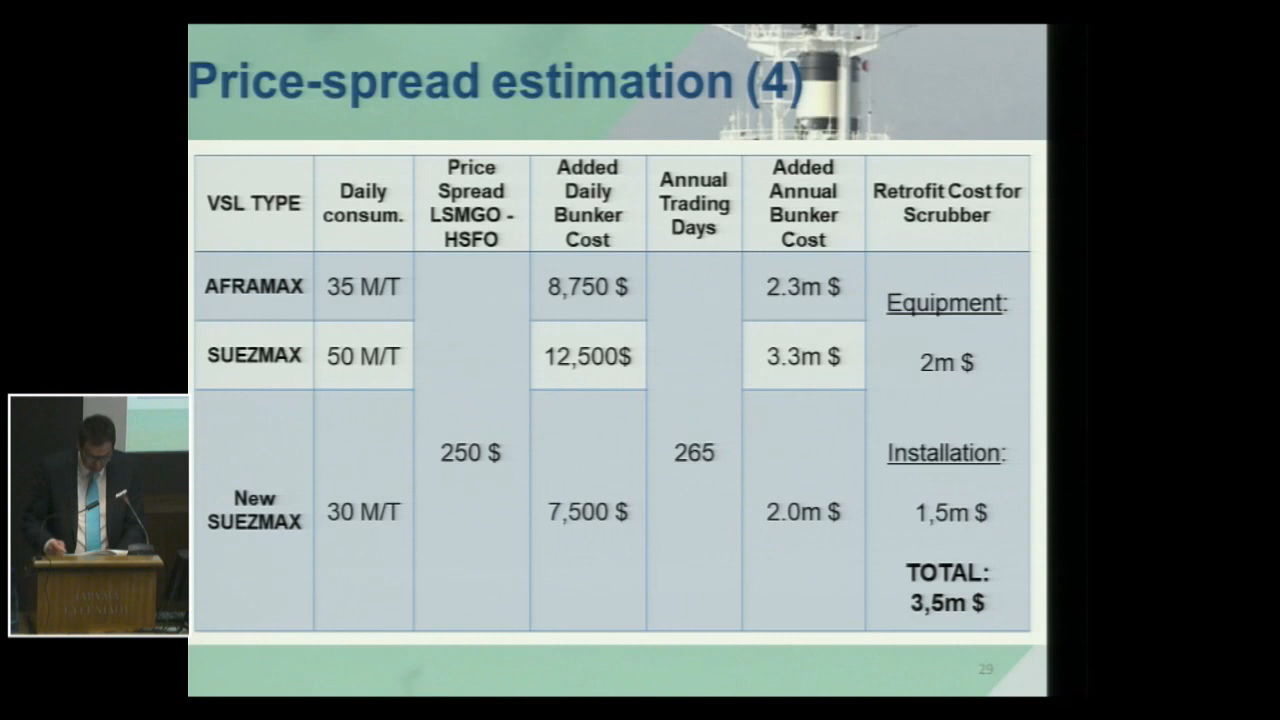 Price-spread estimation (4)
VSL TYPE
Daily
consum.
Price
Spread
LSMGO -
HSFO
Added
Daily
Bunker
Cost
Annual
Trading
Days
Added
Annual
Bunker
Cost
Retrofit Cost for
Scrubber
AFRAMAX
35 M/T
8,750 $
2.3m $
SUEZMAX
50 M/T
12,500$
3.3m $
New
SUEZMAX
30 M/T
250 $
7,500 $
265
2.0m $
Equipment:
2m $
Installation:
1,5m $
TOTAL:
3,5m $
29